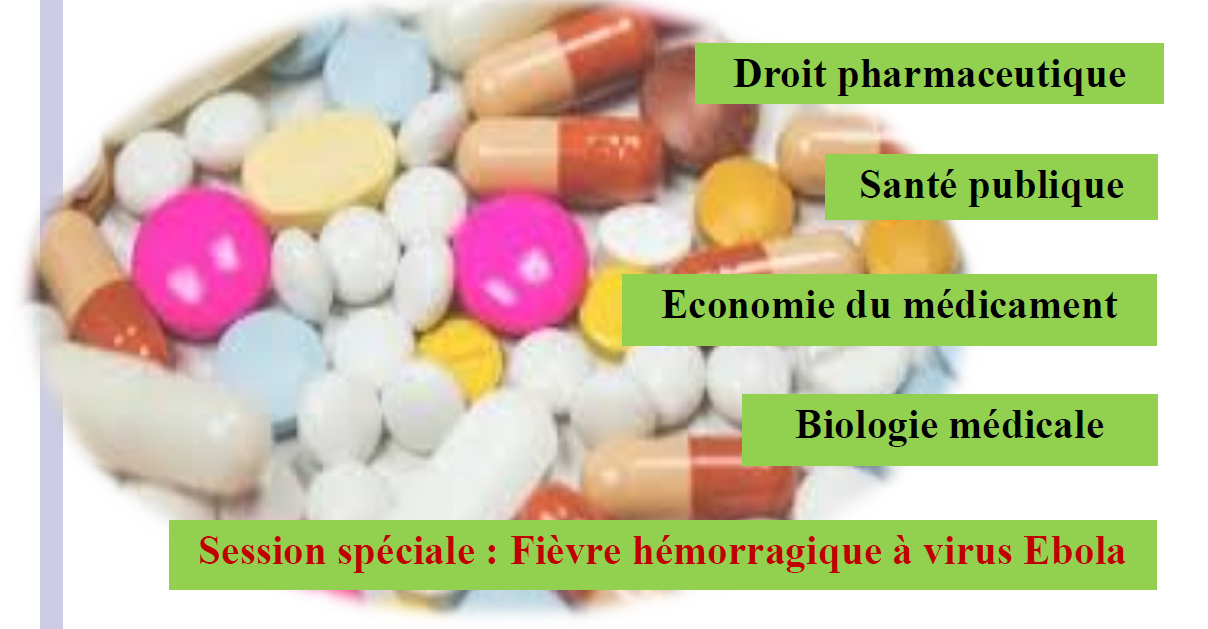 Droit pharmaceutique
Santé publique
Economie du médicament
Biologie médicale
Session spéciale : Fièvre hémorragique à virus Ebola